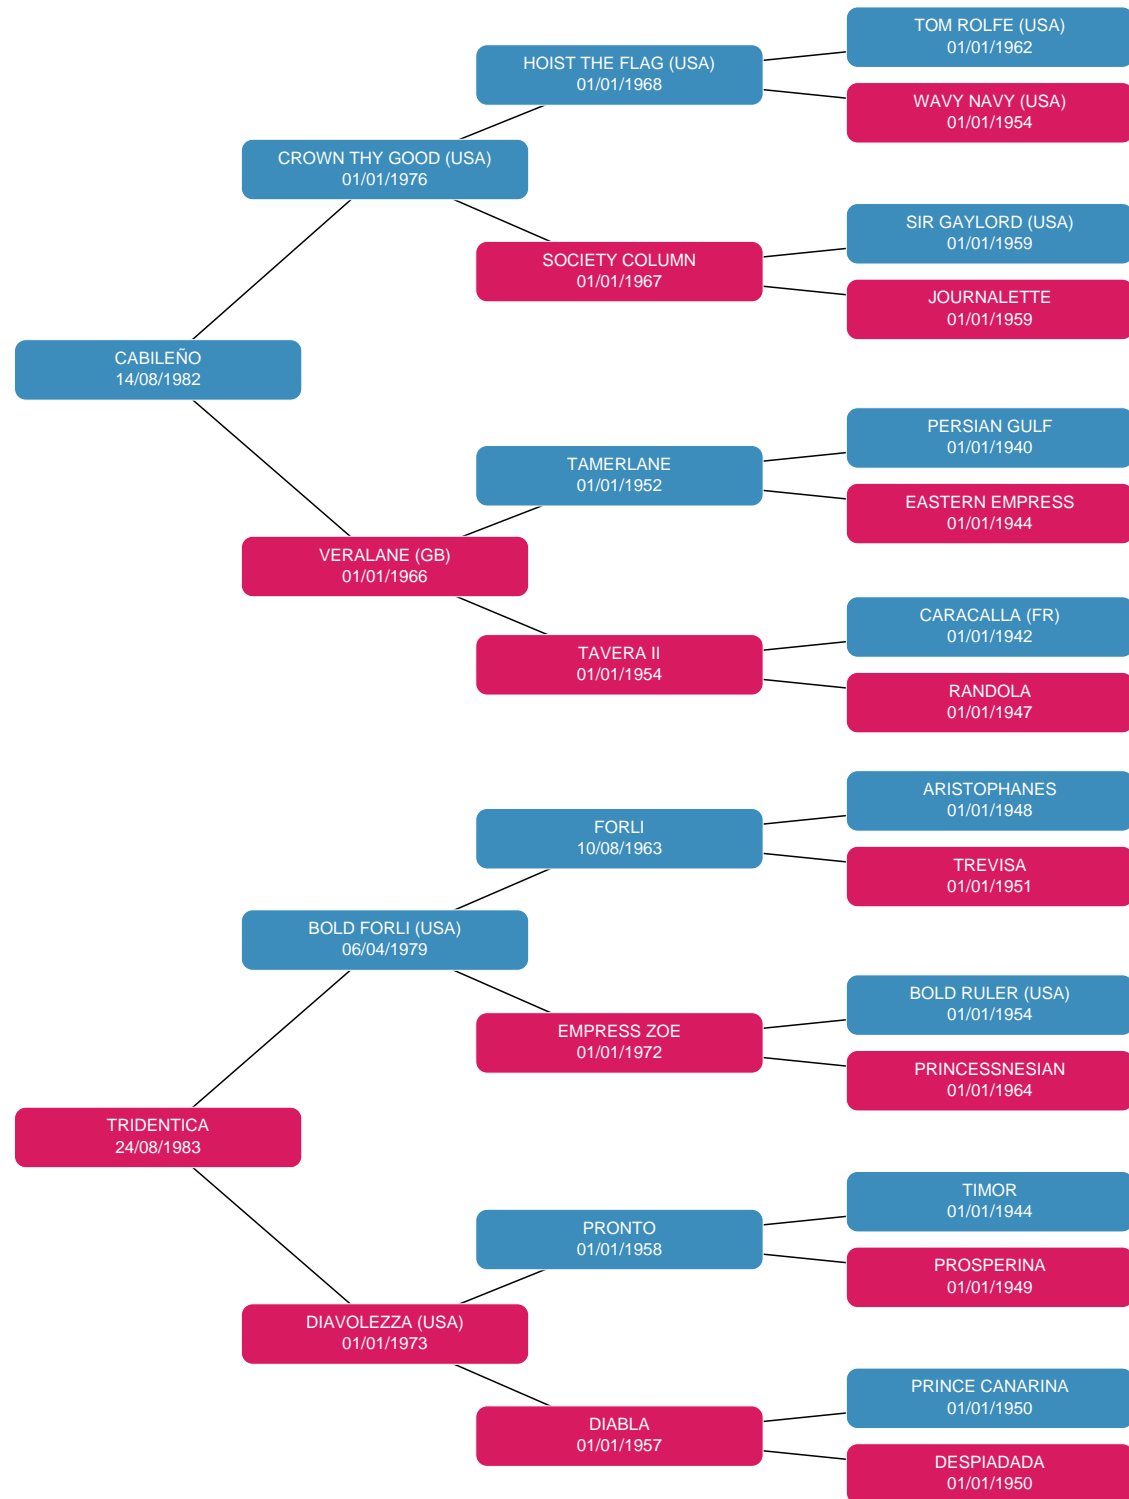 TOM ROLFE (USA)
01/01/1962
HOIST THE FLAG (USA)
01/01/1968
WAVY NAVY (USA)
01/01/1954
CROWN THY GOOD (USA)
01/01/1976
SIR GAYLORD (USA)
01/01/1959
SOCIETY COLUMN
01/01/1967
JOURNALETTE
01/01/1959
CABILEÑO
14/08/1982
PERSIAN GULF
01/01/1940
TAMERLANE
01/01/1952
EASTERN EMPRESS
01/01/1944
VERALANE (GB)
01/01/1966
CARACALLA (FR)
01/01/1942
TAVERA II
01/01/1954
RANDOLA
01/01/1947
ARISTOPHANES
01/01/1948
FORLI
10/08/1963
TREVISA
01/01/1951
BOLD FORLI (USA)
06/04/1979
BOLD RULER (USA)
01/01/1954
EMPRESS ZOE
01/01/1972
PRINCESSNESIAN
01/01/1964
TRIDENTICA
24/08/1983
TIMOR
01/01/1944
PRONTO
01/01/1958
PROSPERINA
01/01/1949
DIAVOLEZZA (USA)
01/01/1973
PRINCE CANARINA
01/01/1950
DIABLA
01/01/1957
DESPIADADA
01/01/1950